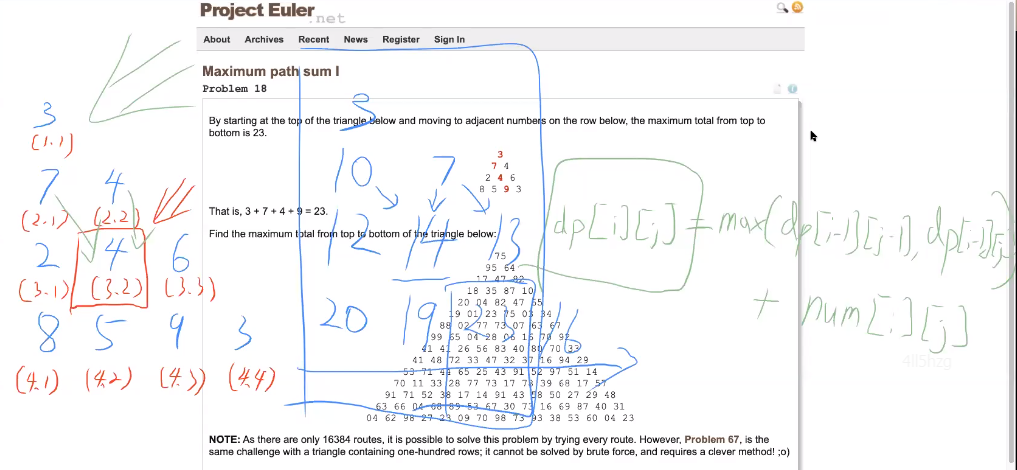 Project Euler
.net
About Archives Recent News Register Sign In
Maximum path sum I
Problem 18
By starting at the top of the triangle below and moving to adjacent numbers on the row below, the maximum total from top to
bottom is 23.
3
7 4
2 4 6
8 5 9 3
That is, 3 + 7 + 4 + 9 = 23.
Find the maximum total from top to bottom of the triangle below:
75
95 64
17 47 82
18 35 87 10
20 04 82 47 65
19 01 23 75 03 34
88 02 77 73 07 63 67
99 65 04 28 06 16 70 92
41 41 26 56 83 40 80 70 33
41 48 72 33 47 32 37 16 94 29
53 71 44 65 25 43 91 52 97 51 14
70 11 33 28 77 73 17 78 39 68 17 57
91 71 52 38 17 14 91 43 58 50 27 29 48
63 66 04 68 89 53 67 30 73 16 69 87 40 31
04 62 98 27 23 09 70 98 73 93 38 53 60 04 23
NOTE: As there are only 16384 routes, it is possible to solve this problem by trying every route. However, Problem 67, is the
same challenge with a triangle containing one-hundred rows; it cannot be solved by brute force, and requires a clever method! ;o)
3
(1.1)
7 4
(2.1) (2.2)
2 4 6
(3.1) (3.2) (3.3)
8 5 9 3
(4.1) (4.2) (4.3) (4.4)
3
10 7
12 14 13
20 19 23 16
dp[i][j] = max(dp[i-1][j-1], dp[i-1][j])
+ num[i][j]
4ll5hzg